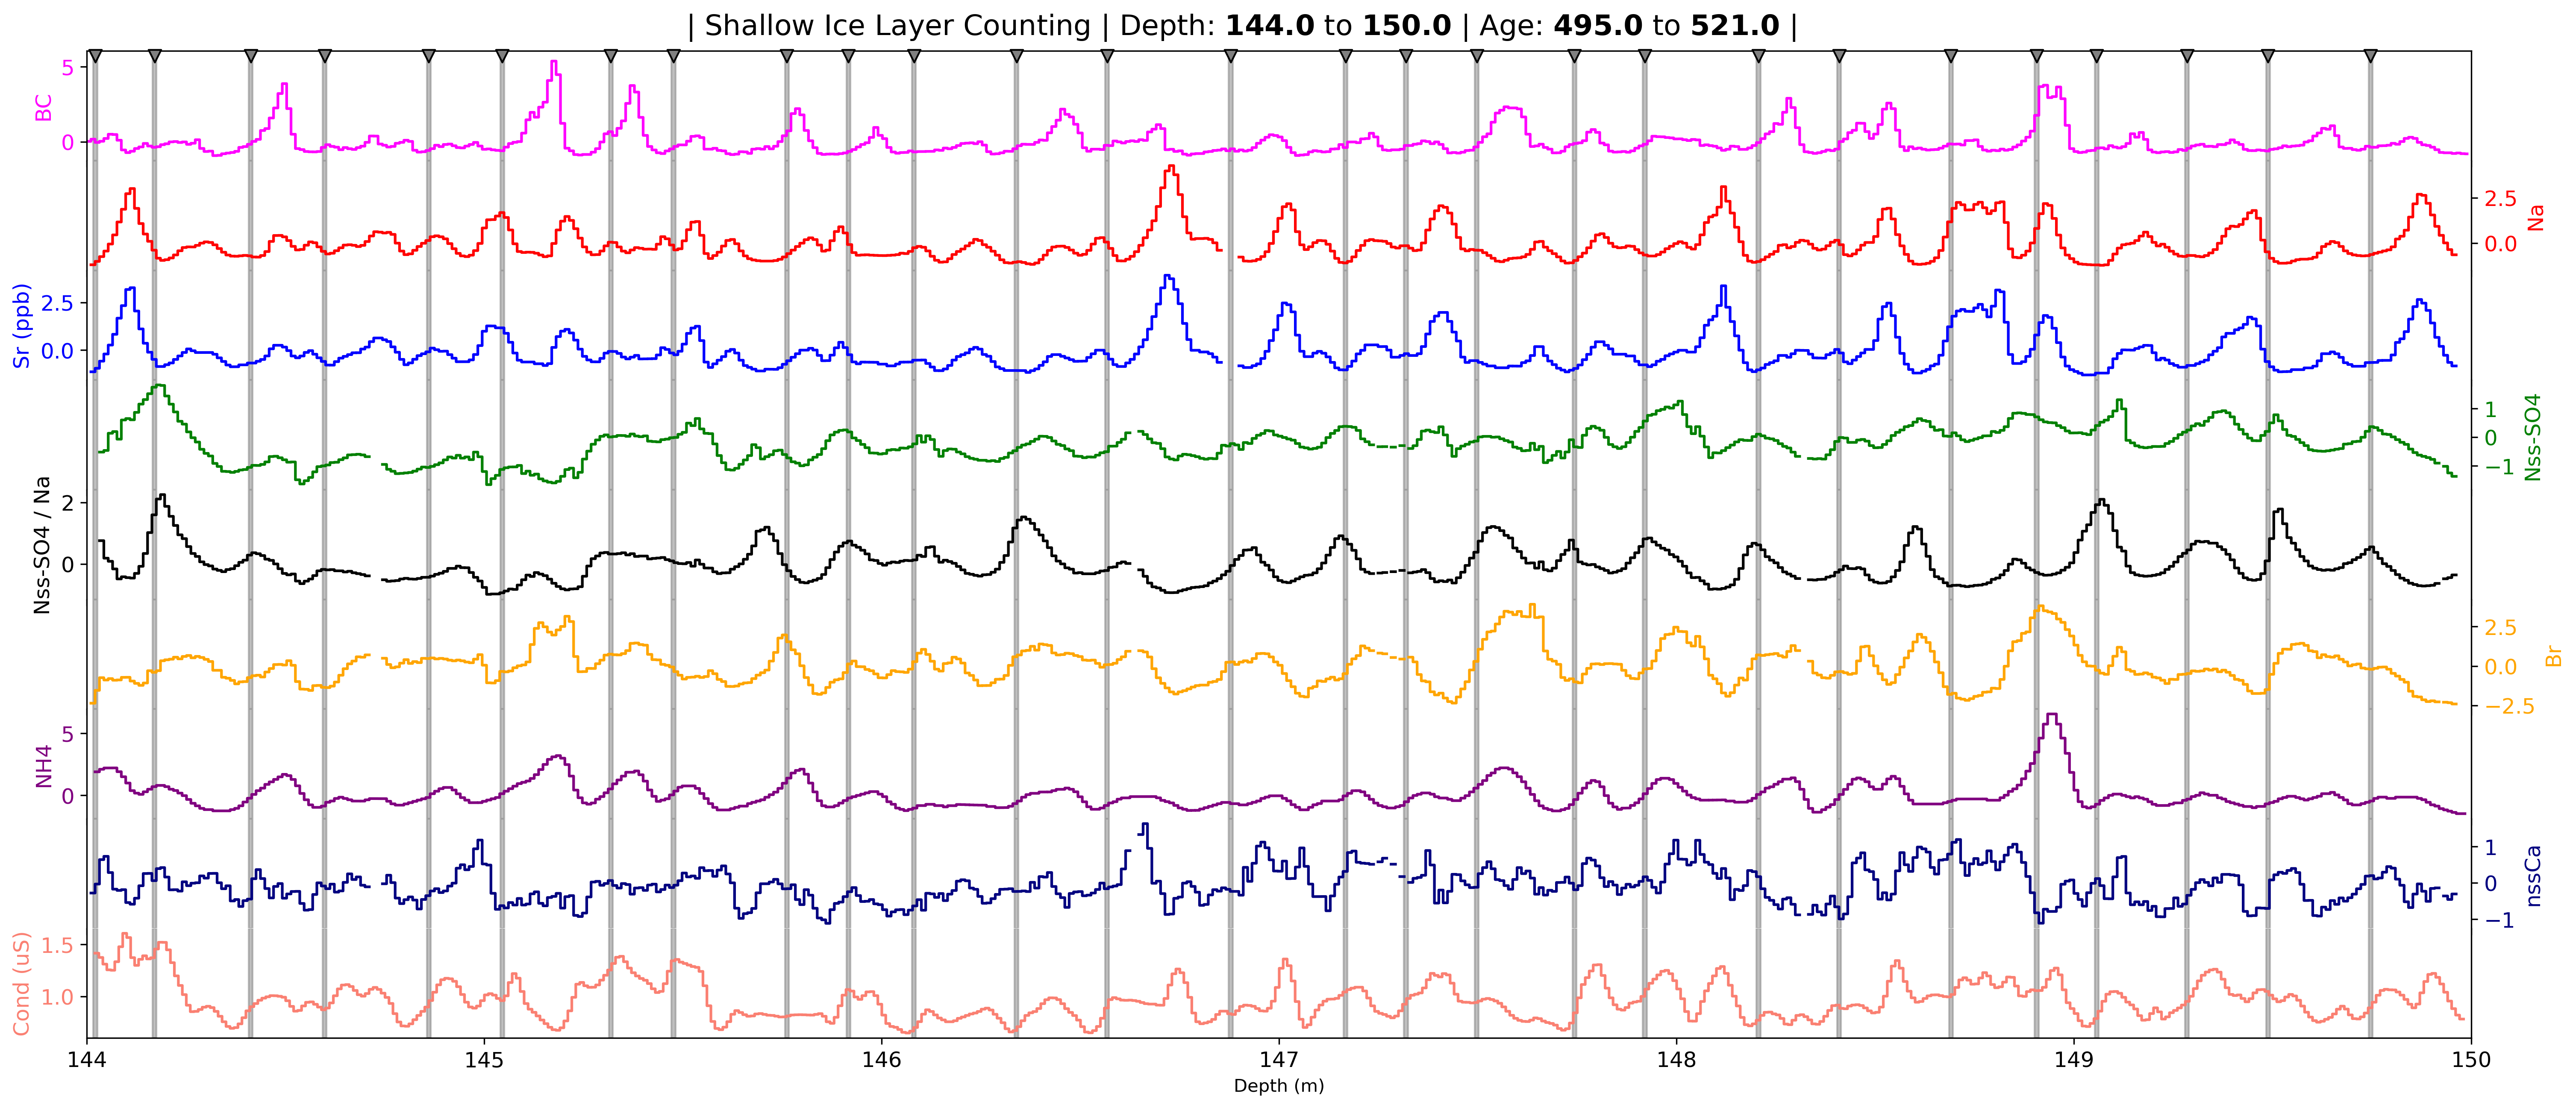 | Shallow Ice Layer Counting | Depth: 144.0 to 150.0 | Age: 495.0 to 521.0 |
BC
5
0
2.5
0.0
Na
Sr (ppb)
2.5
0.0
1
0
−1
Nss-SO4
Nss-SO4 / Na
2
0
2.5
0.0
−2.5
Br
NH4
5
0
1
0
−1
nssCa
Cond (uS)
1.5
1.0
144 145 146 147 148 149 150
Depth (m)